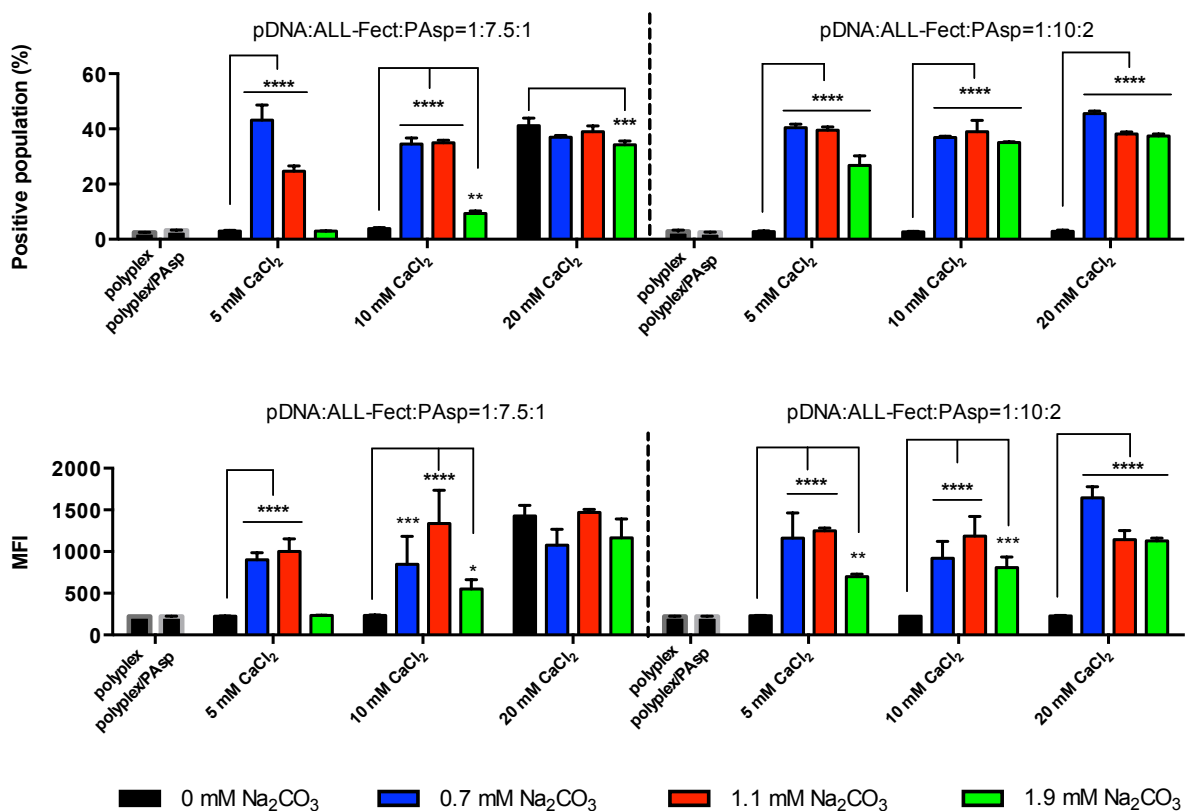 pDNA:ALL-Fect:PAsp=1:7.5:1
pDNA:ALL-Fect:PAsp=1:10:2
Positive population (%)
60
40
20
0
****
****
**
***
****
****
****
polyplex
polyplex/PAsp
5 mM CaCl₂
10 mM CaCl₂
20 mM CaCl₂
polyplex
polyplex/PAsp
5 mM CaCl₂
10 mM CaCl₂
20 mM CaCl₂
pDNA:ALL-Fect:PAsp=1:7.5:1
pDNA:ALL-Fect:PAsp=1:10:2
MFI
2000
1500
1000
500
0
****
***
****
*
****
**
****
***
****
polyplex
polyplex/PAsp
5 mM CaCl₂
10 mM CaCl₂
20 mM CaCl₂
polyplex
polyplex/PAsp
5 mM CaCl₂
10 mM CaCl₂
20 mM CaCl₂
0 mM Na₂CO₃
0.7 mM Na₂CO₃
1.1 mM Na₂CO₃
1.9 mM Na₂CO₃